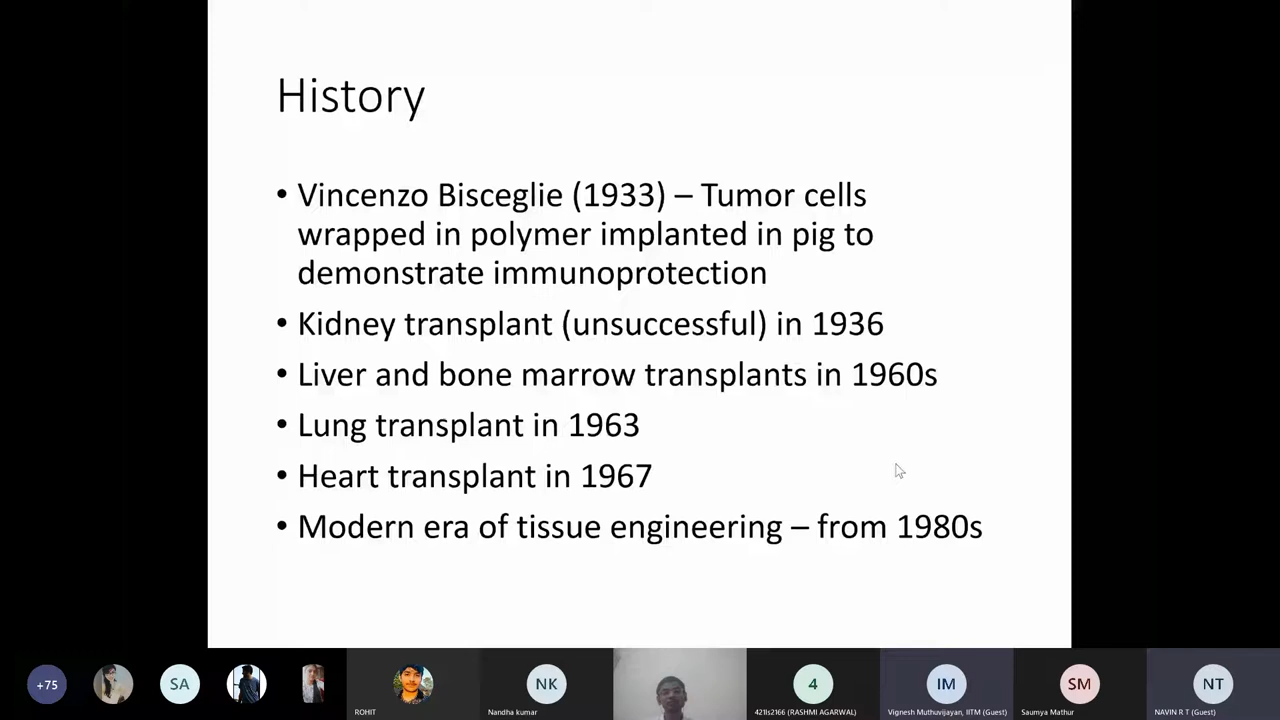 History
• Vincenzo Bisceglie (1933) – Tumor cells
wrapped in polymer implanted in pig to
demonstrate immunoprotection
• Kidney transplant (unsuccessful) in 1936
• Liver and bone marrow transplants in 1960s
• Lung transplant in 1963
• Heart transplant in 1967
• Modern era of tissue engineering – from 1980s
+75
SA
NK
4
IM
SM
NT
ROHIT
Nandha kumar
421ls2166 (RASHMI AGARWAL)
Vignesh Muthuvijayan, IITM (Guest)
Saumya Mathur
NAVIN R T (Guest)